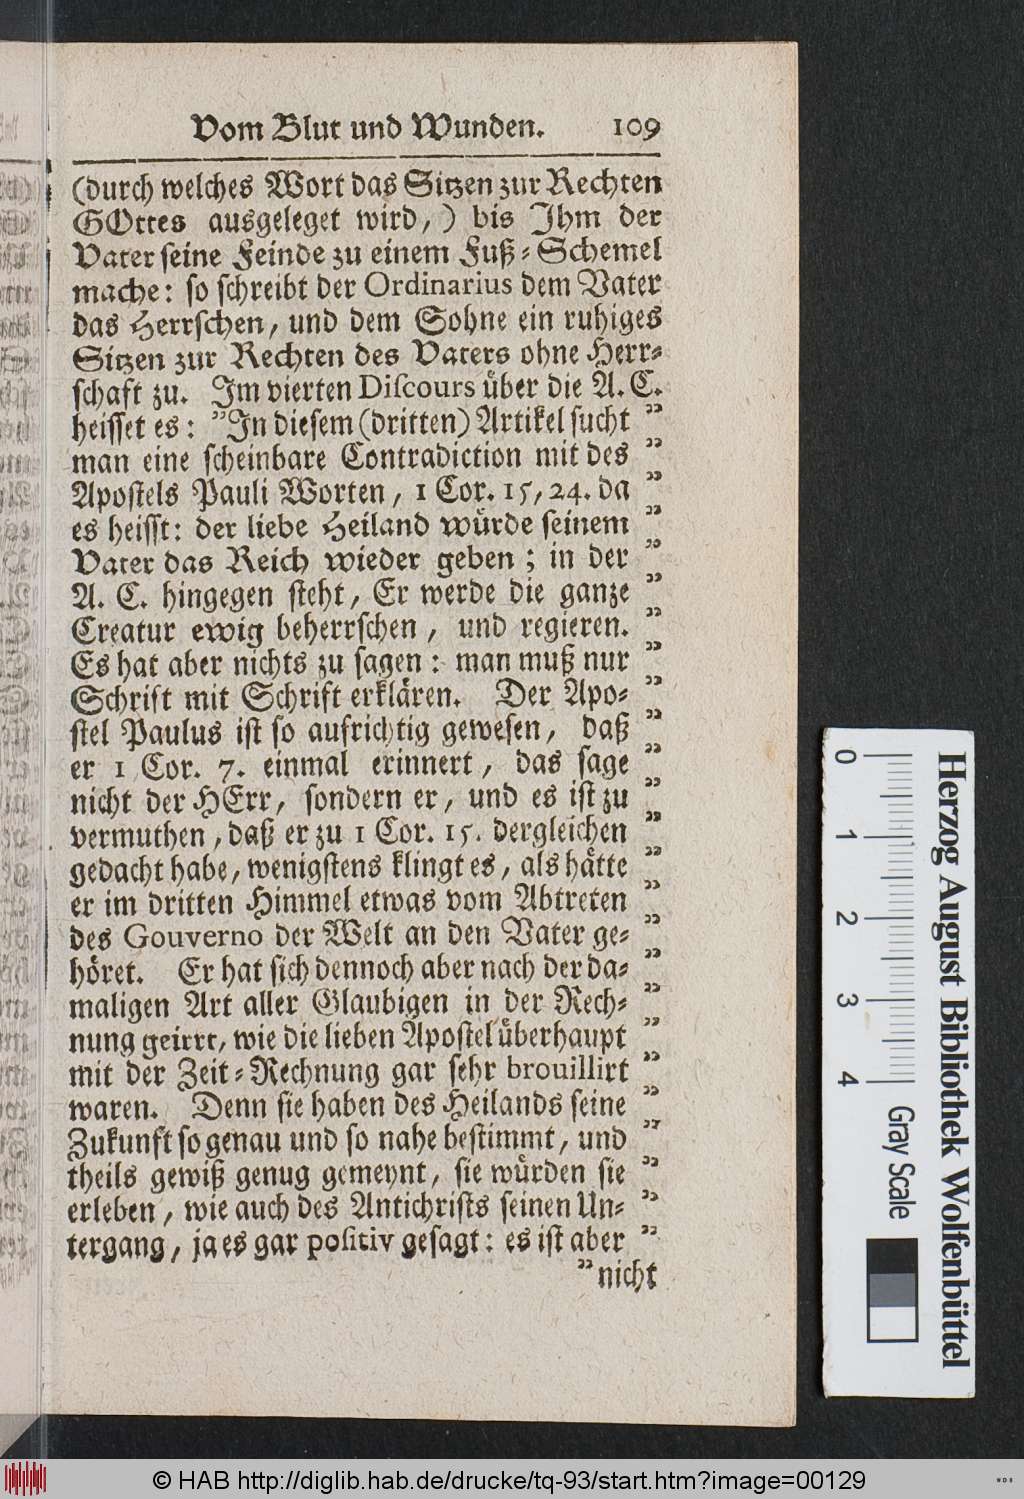 Vom Blut und Wunden. 109
(durch welches Wort das Sitzen zur Rechten
GOttes ausgeleget wird,) bis Ihm der
Vater seine Feinde zu einem Fuß-Schemel
mache: so schreibt der Ordinarius dem Vater
das Herrschen, und dem Sohne ein ruhiges
Sitzen zur Rechten des Vaters ohne Herr-
schaft zu. Im vierten Discours über die A. C.
heisset es: "In diesem (dritten) Artikel sucht "
man eine scheinbare Contradiction mit des "
Apostels Pauli Worten, 1 Cor. 15, 24. da "
es heisst: der liebe Heiland würde seinem "
Vater das Reich wieder geben; in der "
A. C. hingegen steht, Er werde die ganze "
Creatur ewig beherrschen, und regieren. "
Es hat aber nichts zu sagen: man muß nur "
Schrift mit Schrift erklären. Der Apo- "
stel Paulus ist so aufrichtig gewesen, daß "
er 1 Cor. 7. einmal erinnert, das sage "
nicht der HErr, sondern er, und es ist zu "
vermuthen, daß er zu 1 Cor. 15. dergleichen "
gedacht habe, wenigstens klingt es, als hätte "
er im dritten Himmel etwas vom Abtreten "
des Gouverno der Welt an den Vater ge- "
höret. Er hat sich dennoch aber nach der da- "
maligen Art aller Glaubigen in der Rech- "
nung geirrt, wie die lieben Apostel überhaupt "
mit der Zeit-Rechnung gar sehr brouillirt "
waren. Denn sie haben des Heilands seine "
Zukunft so genau und so nahe bestimmt, und "
theils gewiß genug gemeynt, sie würden sie "
erleben, wie auch des Antichrists seinen Un- "
tergang, ja es gar positiv gesagt: es ist aber "
"nicht
0 1 2 3 4 Gray Scale
Herzog August Bibliothek Wolfenbüttel
© HAB http://diglib.hab.de/drucke/tq-93/start.htm?image=00129